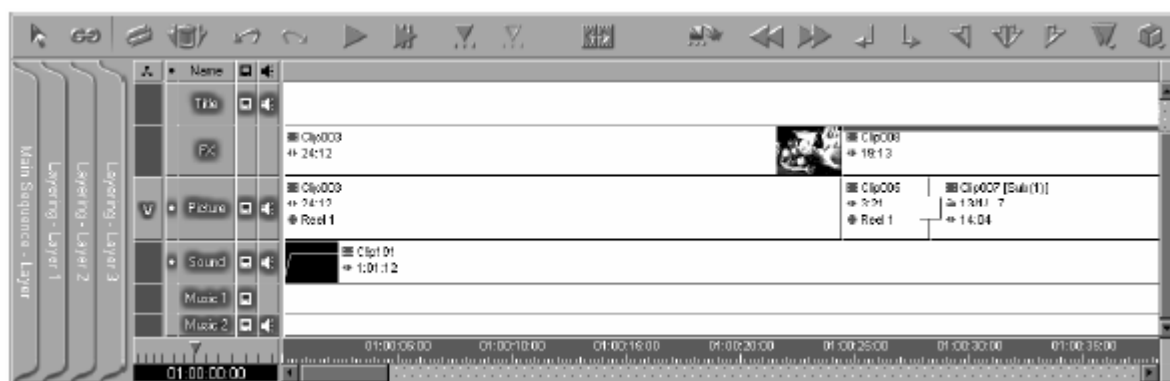 Name
Title
FX
Clip003
24:12
Clip008
18:13
V
Picture
Clip003
24:12
Reel 1
Clip005
3:21
Reel 1
Clip007 [Sub(1)]
14:04
Sound
Clip101
1:01:12
Music 1
Music 2
Main Sequence - Layer
Layering - Layer 1
Layering - Layer 2
Layering - Layer 3
01:00:05:00
01:00:10:00
01:00:15:00
01:00:20:00
01:00:25:00
01:00:30:00
01:00:35:00
01:00:00:00